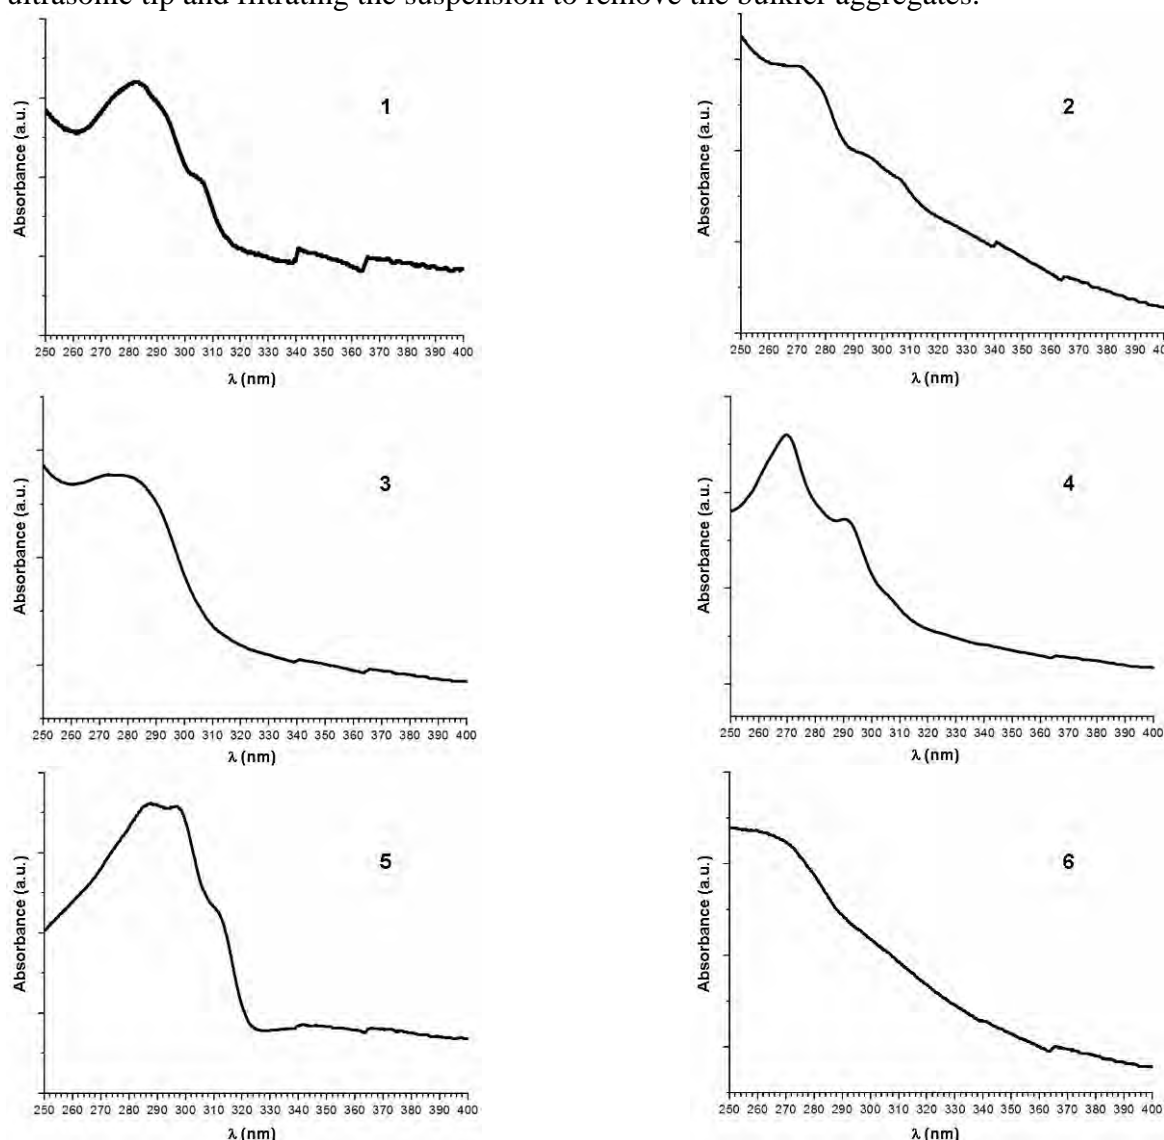 ultrasonic tip and filtrating the suspension to remove the bulkier aggregates.
1
Absorbance (a.u.)
250 260 270 280 290 300 310 320 330 340 350 360 370 380 390 400
λ (nm)
2
Absorbance (a.u.)
250 260 270 280 290 300 310 320 330 340 350 360 370 380 390 400
λ (nm)
3
Absorbance (a.u.)
250 260 270 280 290 300 310 320 330 340 350 360 370 380 390 400
λ (nm)
4
Absorbance (a.u.)
250 260 270 280 290 300 310 320 330 340 350 360 370 380 390 400
λ (nm)
5
Absorbance (a.u.)
250 260 270 280 290 300 310 320 330 340 350 360 370 380 390 400
λ (nm)
6
Absorbance (a.u.)
250 260 270 280 290 300 310 320 330 340 350 360 370 380 390 400
λ (nm)